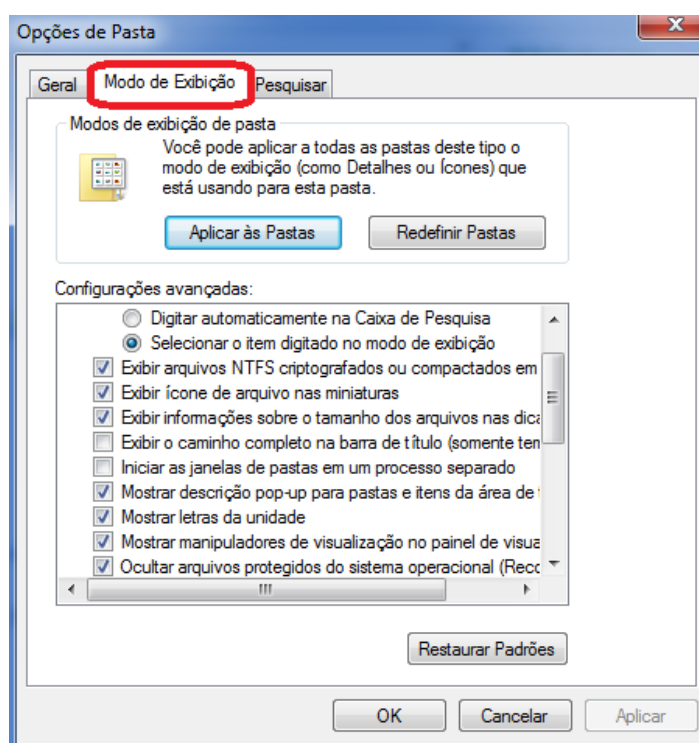 Opções de Pasta
x
Geral Modo de Exibição Pesquisar
Modos de exibição de pasta
Você pode aplicar a todas as pastas deste tipo o
modo de exibição (como Detalhes ou Ícones) que
está usando para esta pasta.
Aplicar às Pastas Redefinir Pastas
Configurações avançadas:
Digitar automaticamente na Caixa de Pesquisa
Selecionar o item digitado no modo de exibição
Exibir arquivos NTFS criptografados ou compactados em
Exibir ícone de arquivo nas miniaturas
Exibir informações sobre o tamanho dos arquivos nas dica
Exibir o caminho completo na barra de título (somente ten
Iniciar as janelas de pastas em um processo separado
Mostrar descrição pop-up para pastas e itens da área de
Mostrar letras da unidade
Mostrar manipuladores de visualização no painel de visua
Ocultar arquivos protegidos do sistema operacional (Recc
Restaurar Padrões
OK Cancelar Aplicar